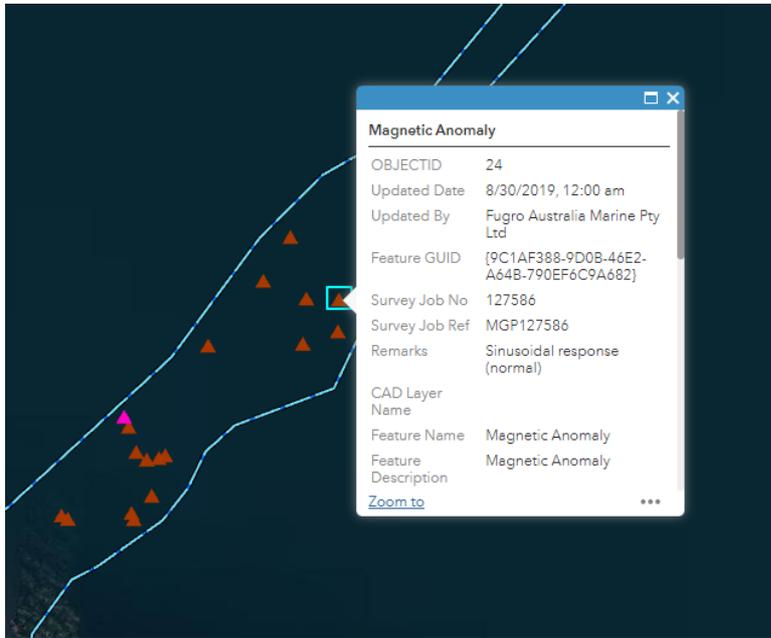 Magnetic Anomaly
OBJECTID 24
Updated Date 8/30/2019, 12:00 am
Updated By Fugro Australia Marine Pty
Ltd
Feature GUID {9C1AF388-9D0B-46E2-
A64B-790EF6C9A682}
Survey Job No 127586
Survey Job Ref MGP127586
Remarks Sinusoidal response
(normal)
CAD Layer
Name
Feature Name Magnetic Anomaly
Feature Magnetic Anomaly
Description
Zoom to